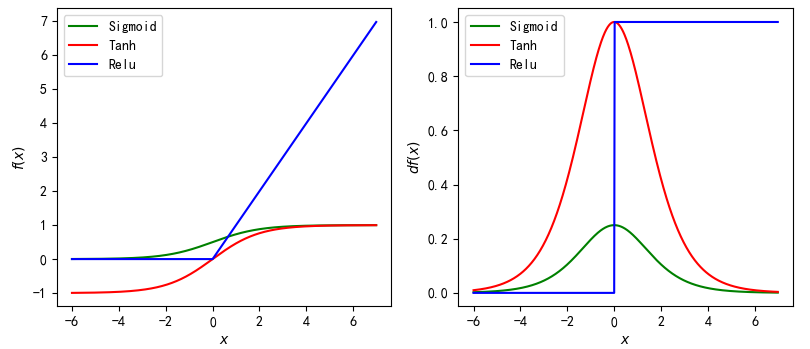 Sigmoid
Tanh
Relu
7
6
5
4
3
2
1
0
−1
f(x)
−6 −4 −2 0 2 4 6
x
Sigmoid
Tanh
Relu
1.0
0.8
0.6
0.4
0.2
0.0
df(x)
−6 −4 −2 0 2 4 6
x